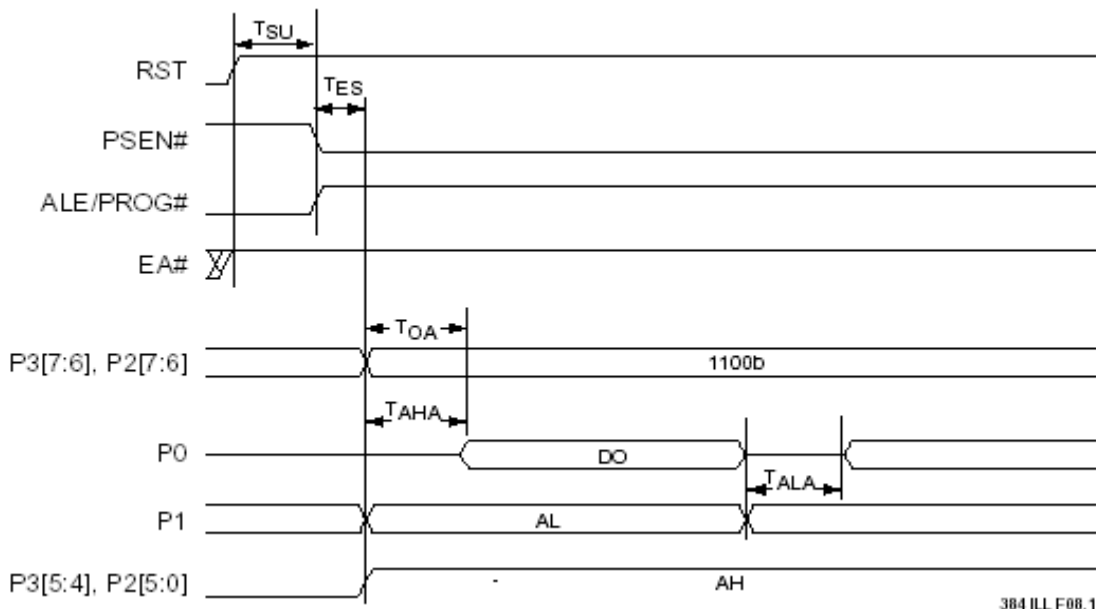 TSU
RST
TES
PSEN#
ALE/PROG#
EA#
TOA
P3[7:6], P2[7:6]
1100b
TAHA
P0
DO
TALA
P1
AL
P3[5:4], P2[5:0]
- AH
384 ILL F08.1